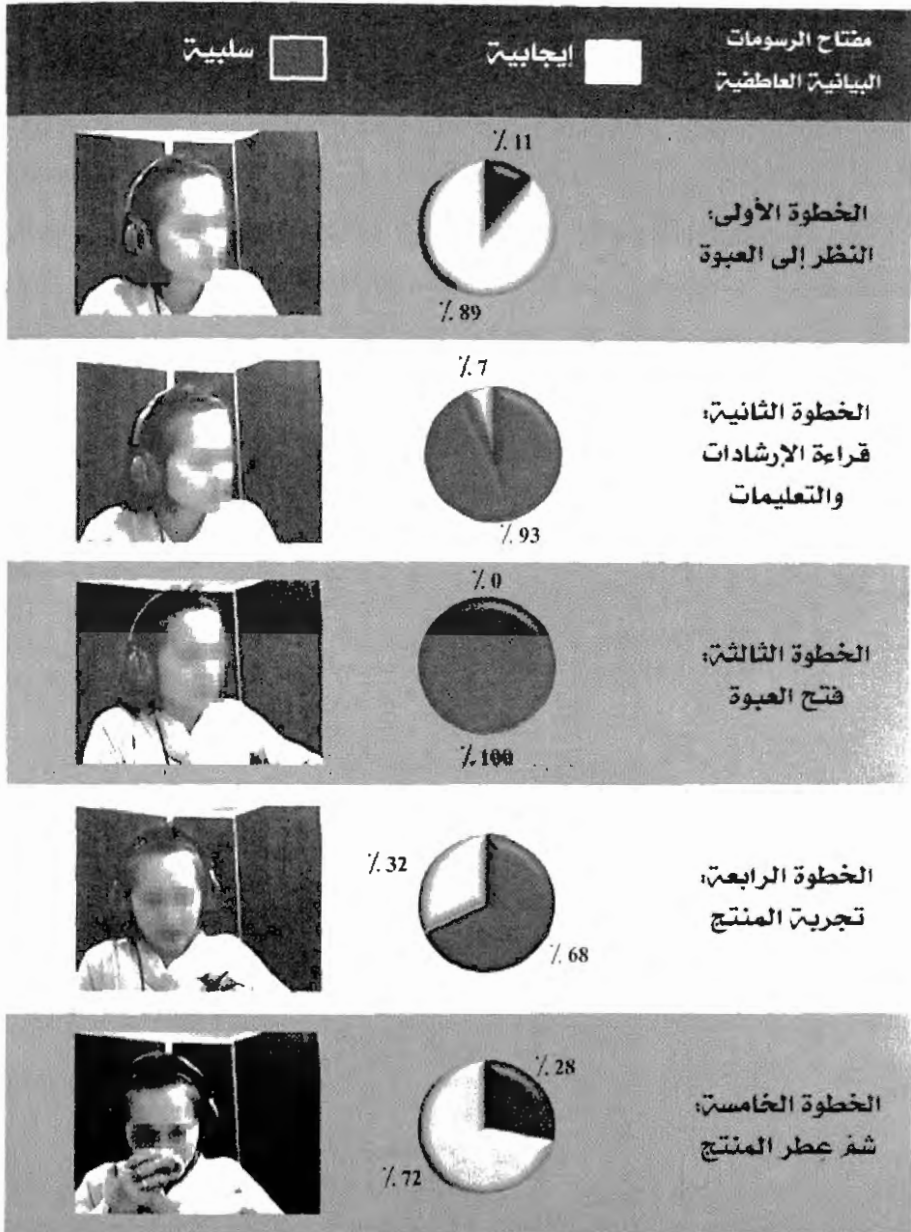 مفتاح الرسومات
البيانية العاطفية
إيجابية
سلبية
الخطوة الأولى:
النظر إلى العبوة
٪ 11
٪ 89
الخطوة الثانية:
قراءة الإرشادات
والتعليمات
٪ 7
٪ 93
الخطوة الثالثة:
فتح العبوة
٪ 0
٪ 100
الخطوة الرابعة:
تجربة المنتج
٪ 32
٪ 68
الخطوة الخامسة:
شم عطر المنتج
٪ 28
٪ 72